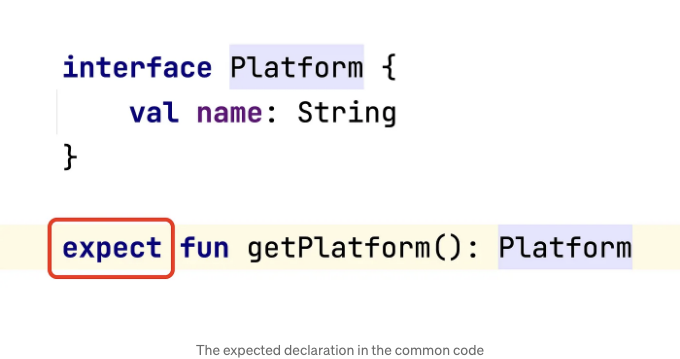 interface Platform {
    val name: String
}
expect fun getPlatform(): Platform
The expected declaration in the common code